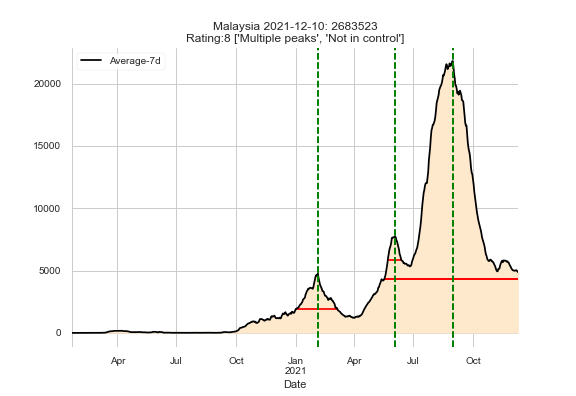 Malaysia 2021-12-10: 2683523
Rating:8 ['Multiple peaks', 'Not in control']
Average-7d
20000
15000
10000
5000
0
Apr Jul Oct Jan Apr Jul Oct
2021
Date